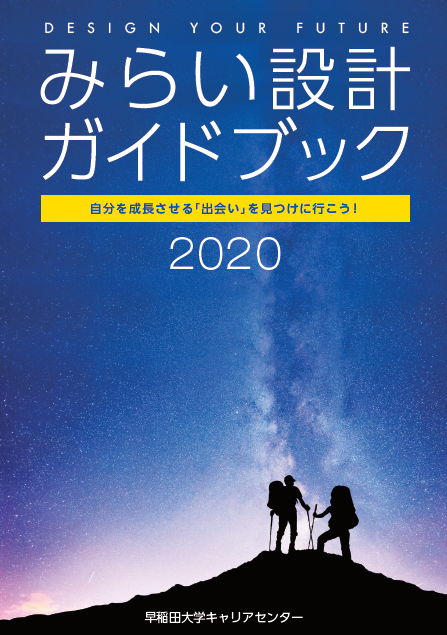 DESIGN YOUR FUTURE
みらい設計
ガイドブック
自分を成長させる「出会い」を見つけに行こう!
2020
早稲田大学キャリアセンター